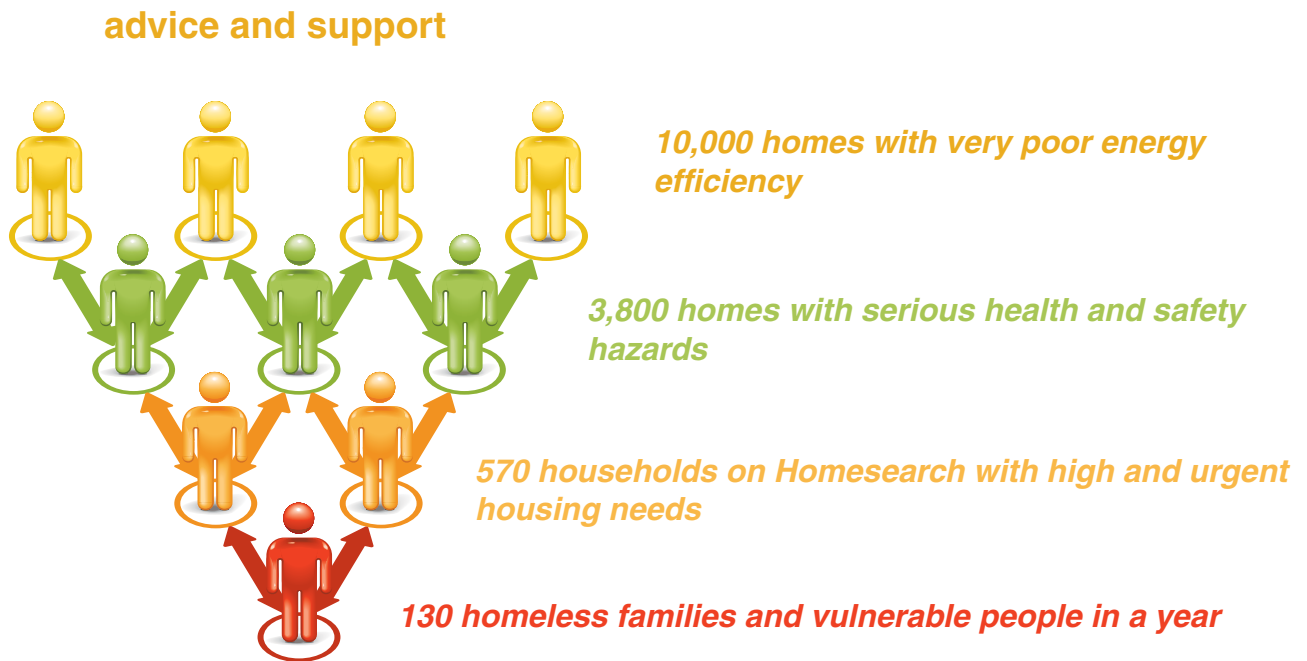 advice and support
10,000 homes with very poor energy
efficiency
3,800 homes with serious health and safety
hazards
570 households on Homesearch with high and urgent
housing needs
130 homeless families and vulnerable people in a year